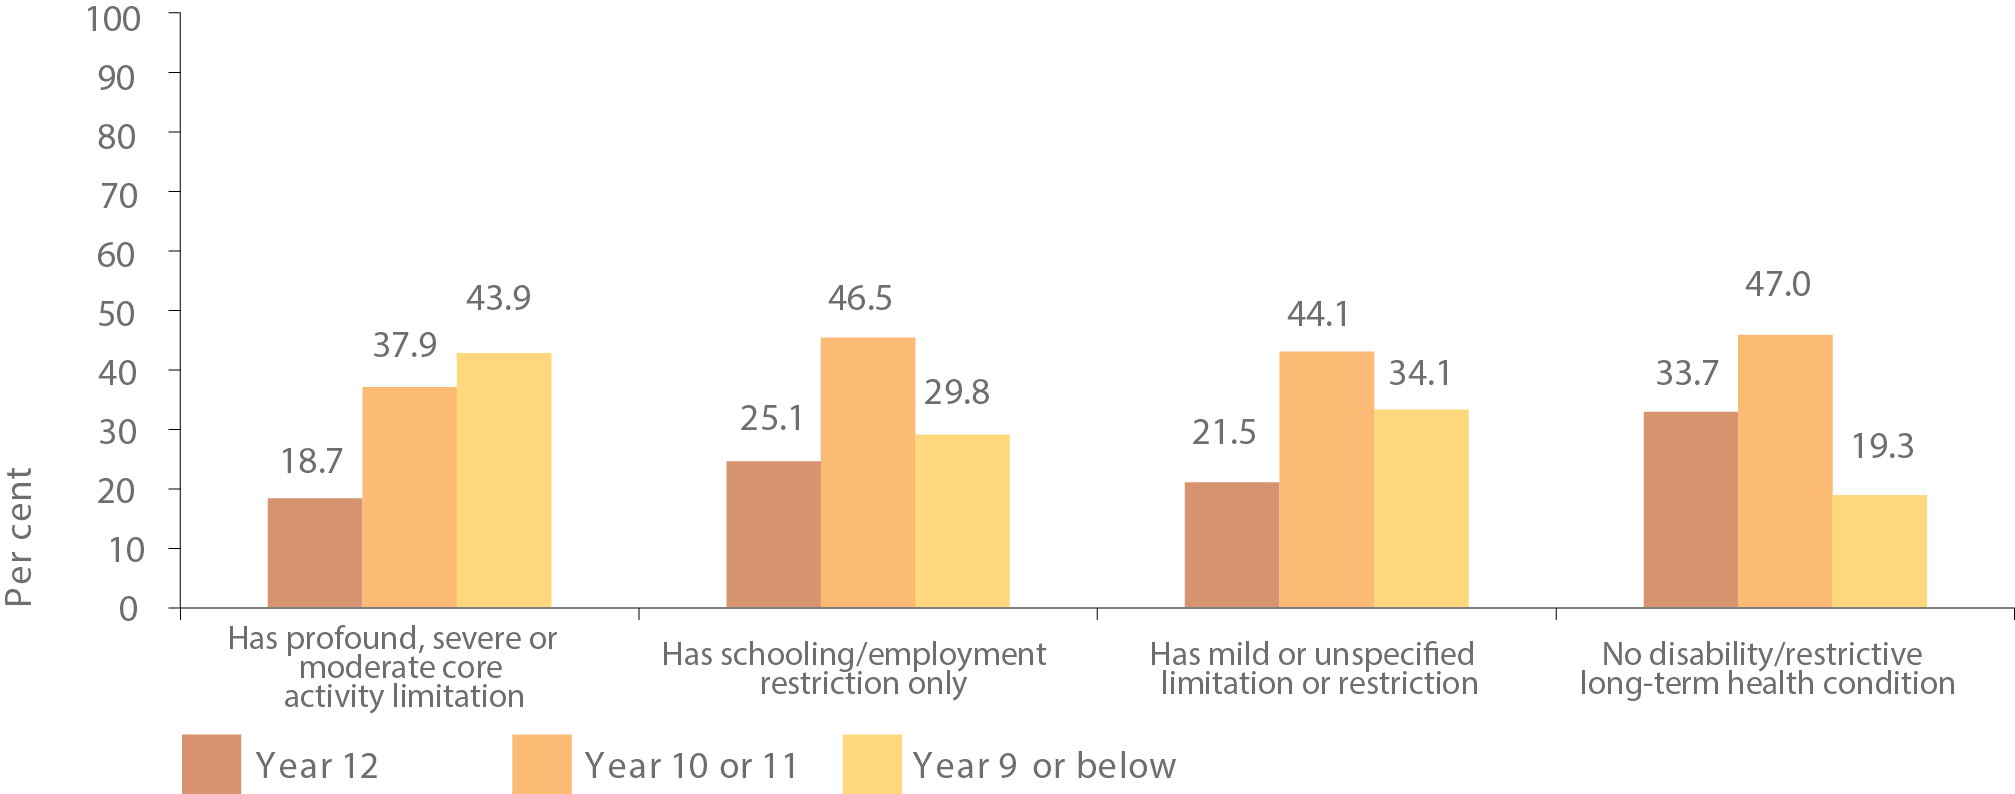 100
90
80
70
60
50
40
30
20
10
0
Per cent
18.7
37.9
43.9
25.1
46.5
29.8
21.5
44.1
34.1
33.7
47.0
19.3
Has profound, severe or
moderate core
activity limitation
Has schooling/employment
restriction only
Has mild or unspecified
limitation or restriction
No disability/restrictive
long-term health condition
Year 12
Year 10 or 11
Year 9 or below